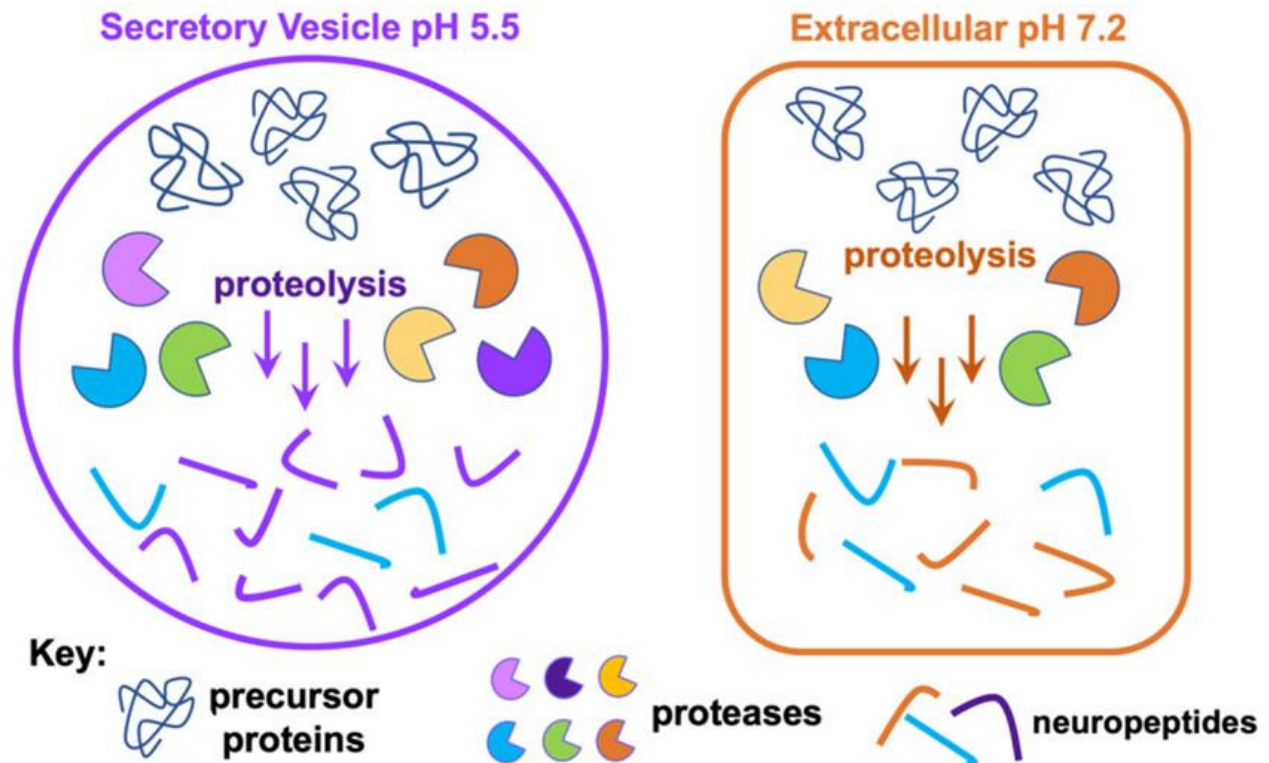 Secretory Vesicle pH 5.5
Extracellular pH 7.2
proteolysis
proteolysis
Key:
precursor
proteins
proteases
neuropeptides